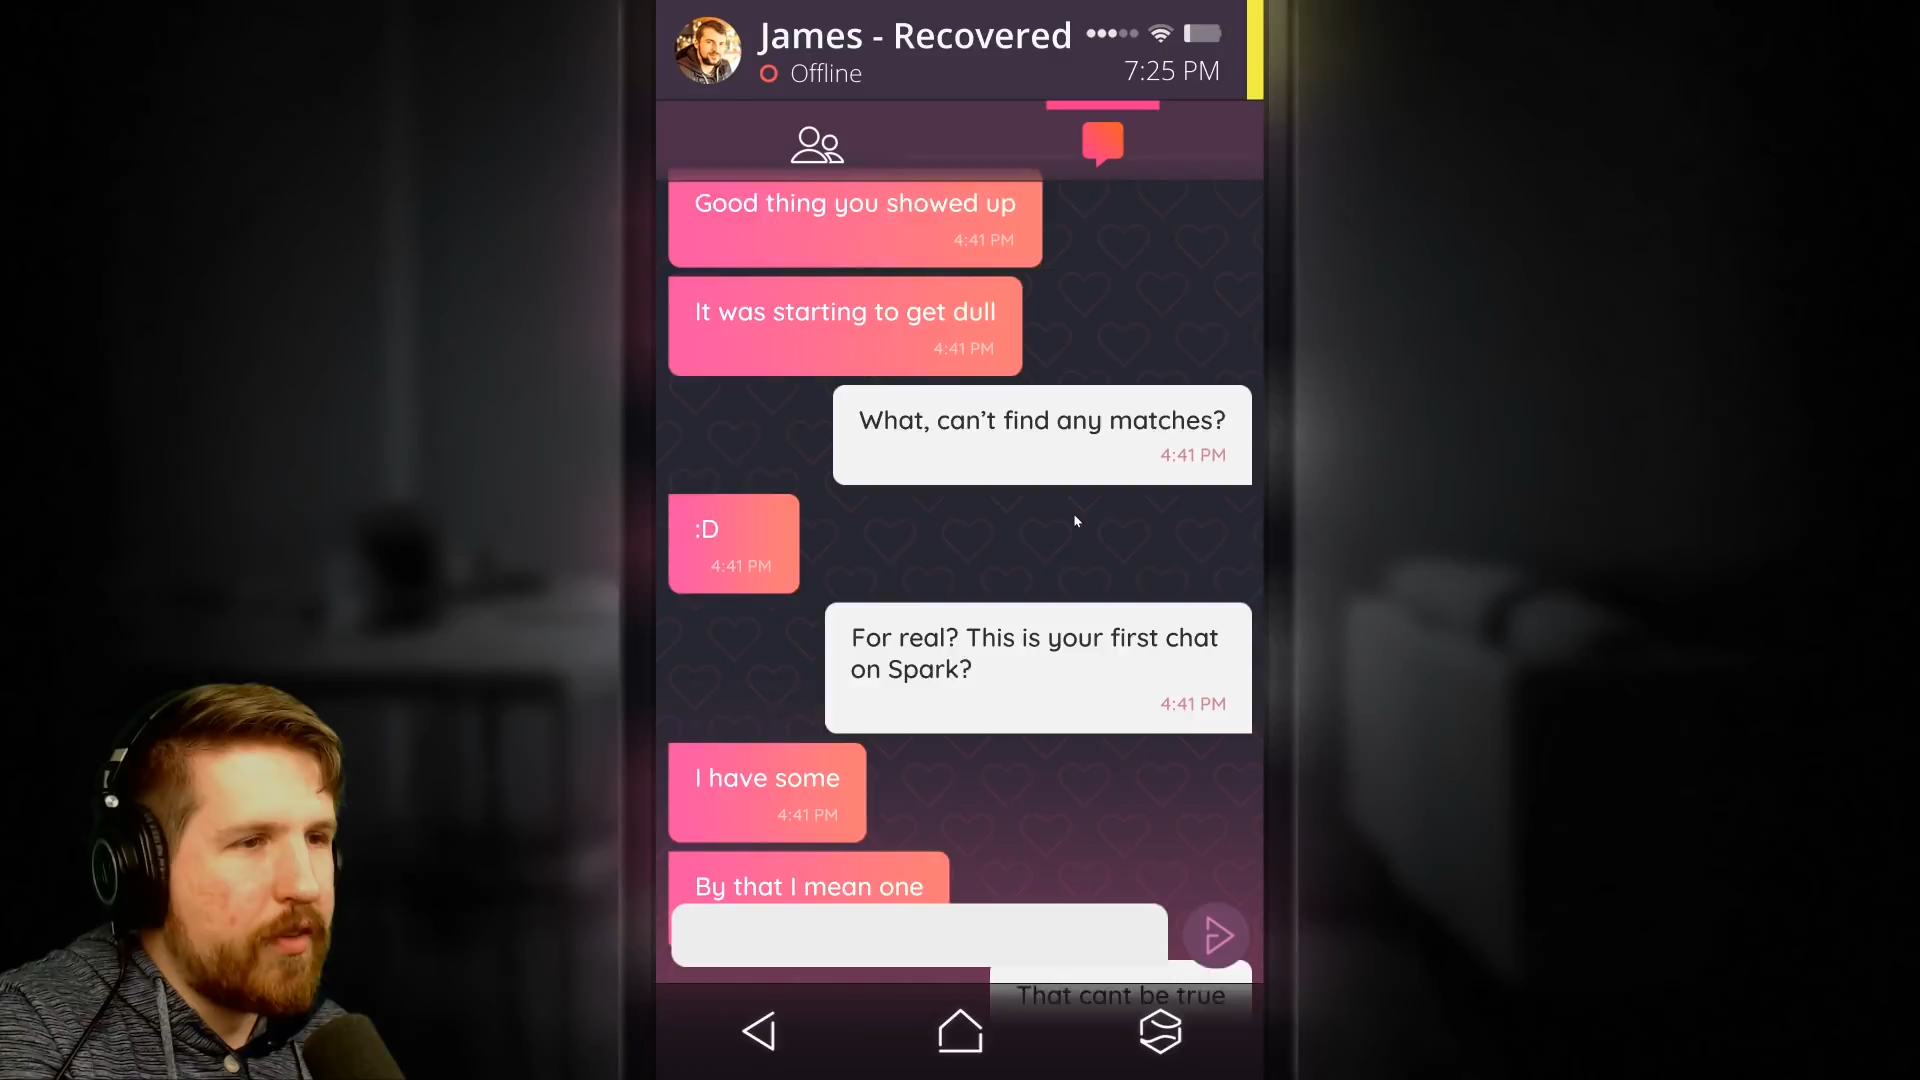 James - Recovered
Offline
7:25 PM
Good thing you showed up
4:41 PM
It was starting to get dull
4:41 PM
What, can't find any matches?
4:41 PM
:D
4:41 PM
For real? This is your first chat
on Spark?
4:41 PM
I have some
4:41 PM
By that I mean one
That cant be true